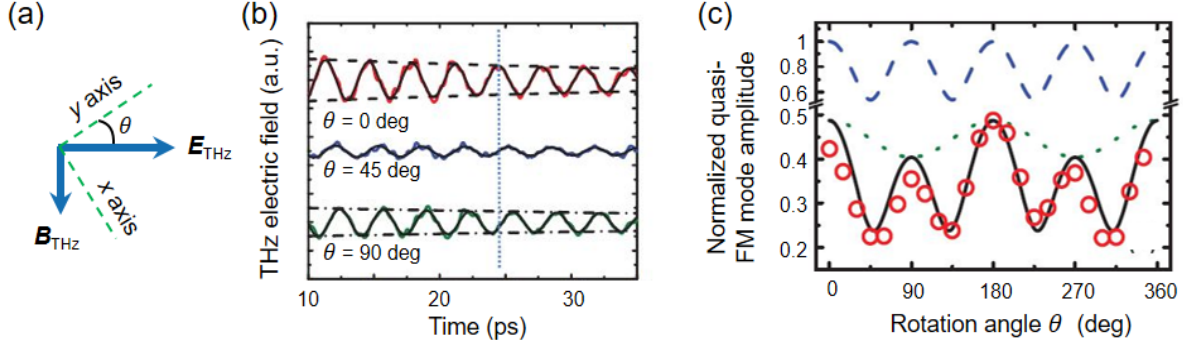 (a)
y axis
θ
E THz
x axis
B THz
(b)
THz electric field (a.u.)
θ = 0 deg
θ = 45 deg
θ = 90 deg
10 20 30
Time (ps)
(c)
Normalized quasi-
FM mode amplitude
1
0.8
0.6
0.5
0.4
0.3
0.2
0 90 180 270 360
Rotation angle θ (deg)